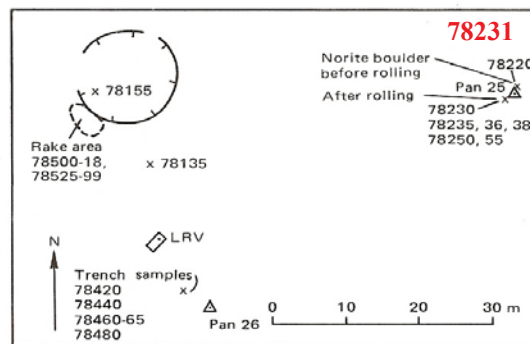 78231
Norite boulder
before rolling
78220
Pan 25
After rolling
78230
78235, 36, 38
78250, 55
x 78155
Rake area
78500-18,
78525-99
x 78135
LRV
N
Trench samples
78420
78440
78460-65
78480
x
Pan 26
0 10 20 30 m